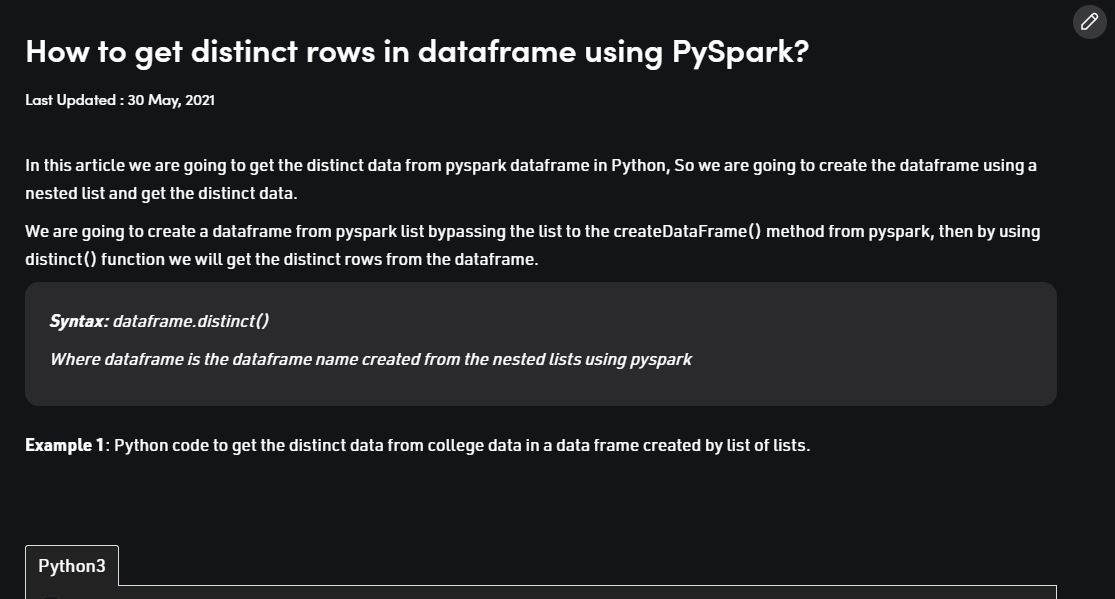 How to get distinct rows in dataframe using PySpark?
Last Updated : 30 May, 2021
In this article we are going to get the distinct data from pyspark dataframe in Python, So we are going to create the dataframe using a
nested list and get the distinct data.
We are going to create a dataframe from pyspark list bypassing the list to the createDataFrame() method from pyspark, then by using
distinct() function we will get the distinct rows from the dataframe.
Syntax: dataframe.distinct()
Where dataframe is the dataframe name created from the nested lists using pyspark
Example 1: Python code to get the distinct data from college data in a data frame created by list of lists.
Python3